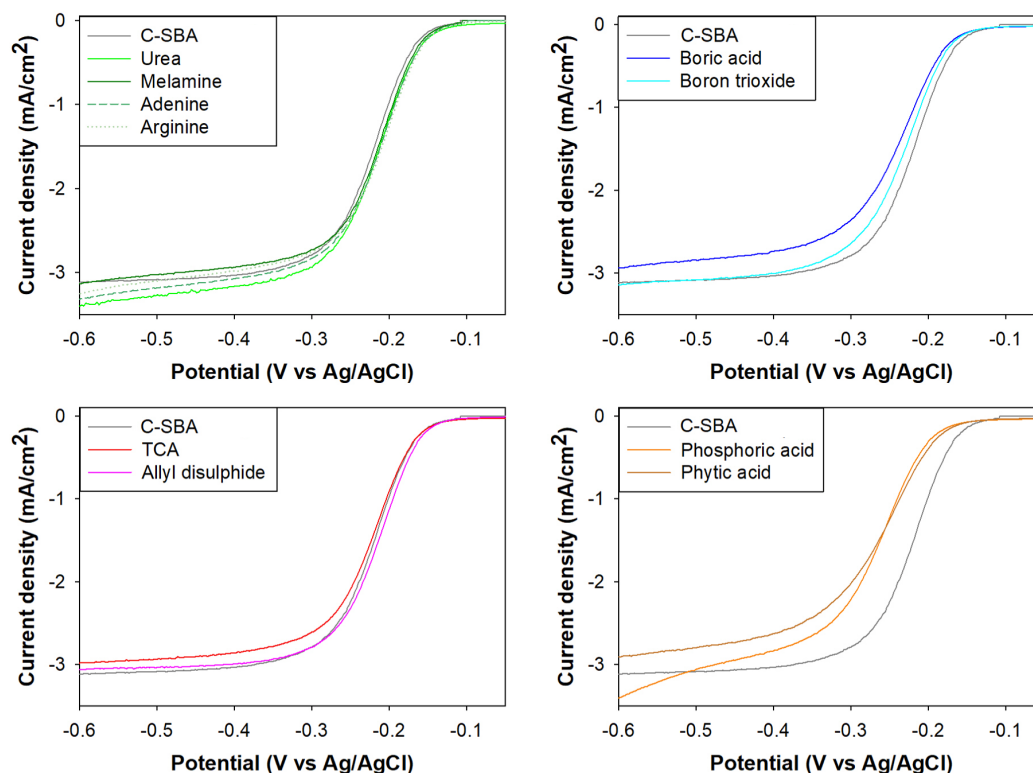 C-SBA
Urea
Melamine
Adenine
Arginine
0
-1
-2
-3
-0.6 -0.5 -0.4 -0.3 -0.2 -0.1
Current density (mA/cm²)
Potential (V vs Ag/AgCl)
C-SBA
Boric acid
Boron trioxide
0
-1
-2
-3
-0.6 -0.5 -0.4 -0.3 -0.2 -0.1
Current density (mA/cm²)
Potential (V vs Ag/AgCl)
C-SBA
TCA
Allyl disulphide
0
-1
-2
-3
-0.6 -0.5 -0.4 -0.3 -0.2 -0.1
Current density (mA/cm²)
Potential (V vs Ag/AgCl)
C-SBA
Phosphoric acid
Phytic acid
0
-1
-2
-3
-0.6 -0.5 -0.4 -0.3 -0.2 -0.1
Current density (mA/cm²)
Potential (V vs Ag/AgCl)